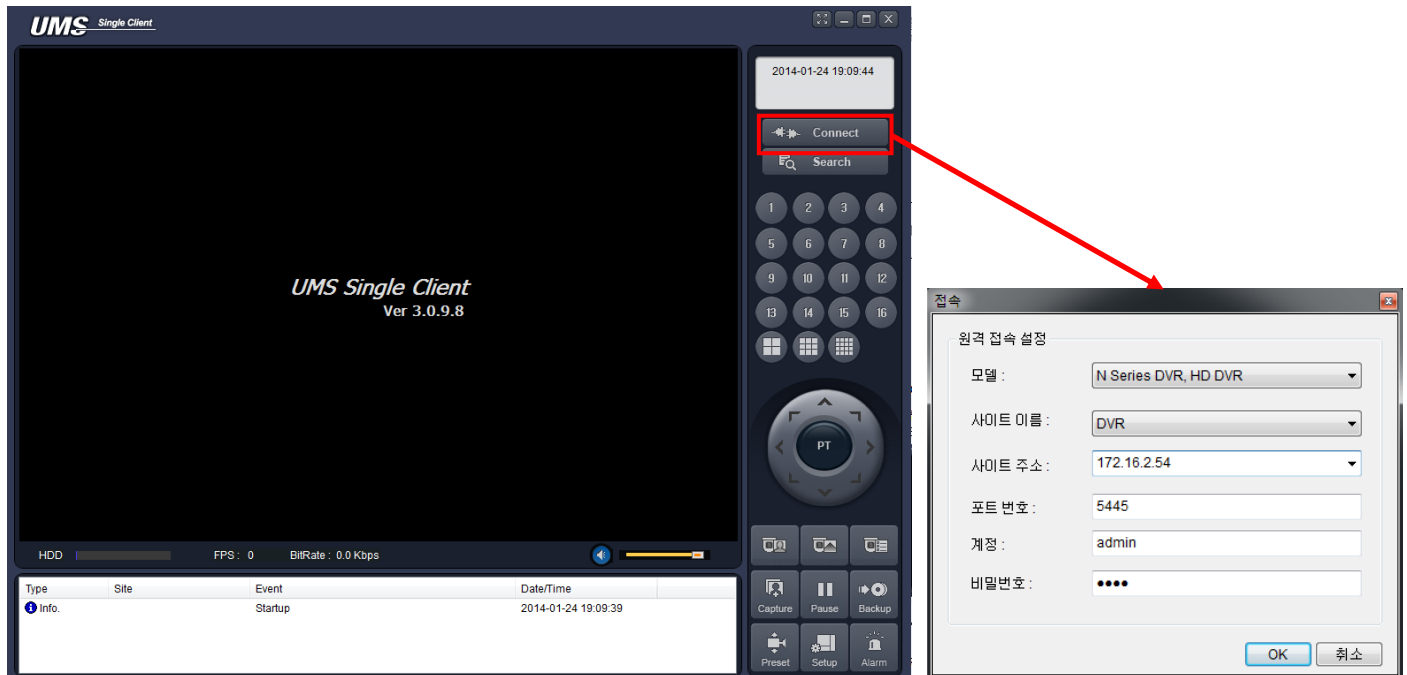 UMS Single Client
2014-01-24 19:09:44
Connect
Search
1 2 3 4
5 6 7 8
9 10 11 12
13 14 15 16
UMS Single Client
Ver 3.0.9.8
PT
HDD FPS : 0 BitRate : 0.0 Kbps
Type Site Event Date/Time
Info. Startup 2014-01-24 19:09:39
Capture Pause Backup
Preset Setup Alarm
접속
원격 접속 설정
모델 : N Series DVR, HD DVR
사이트 이름 : DVR
사이트 주소 : 172.16.2.54
포트 번호 : 5445
계정 : admin
비밀번호 : ●●●●
OK 취소